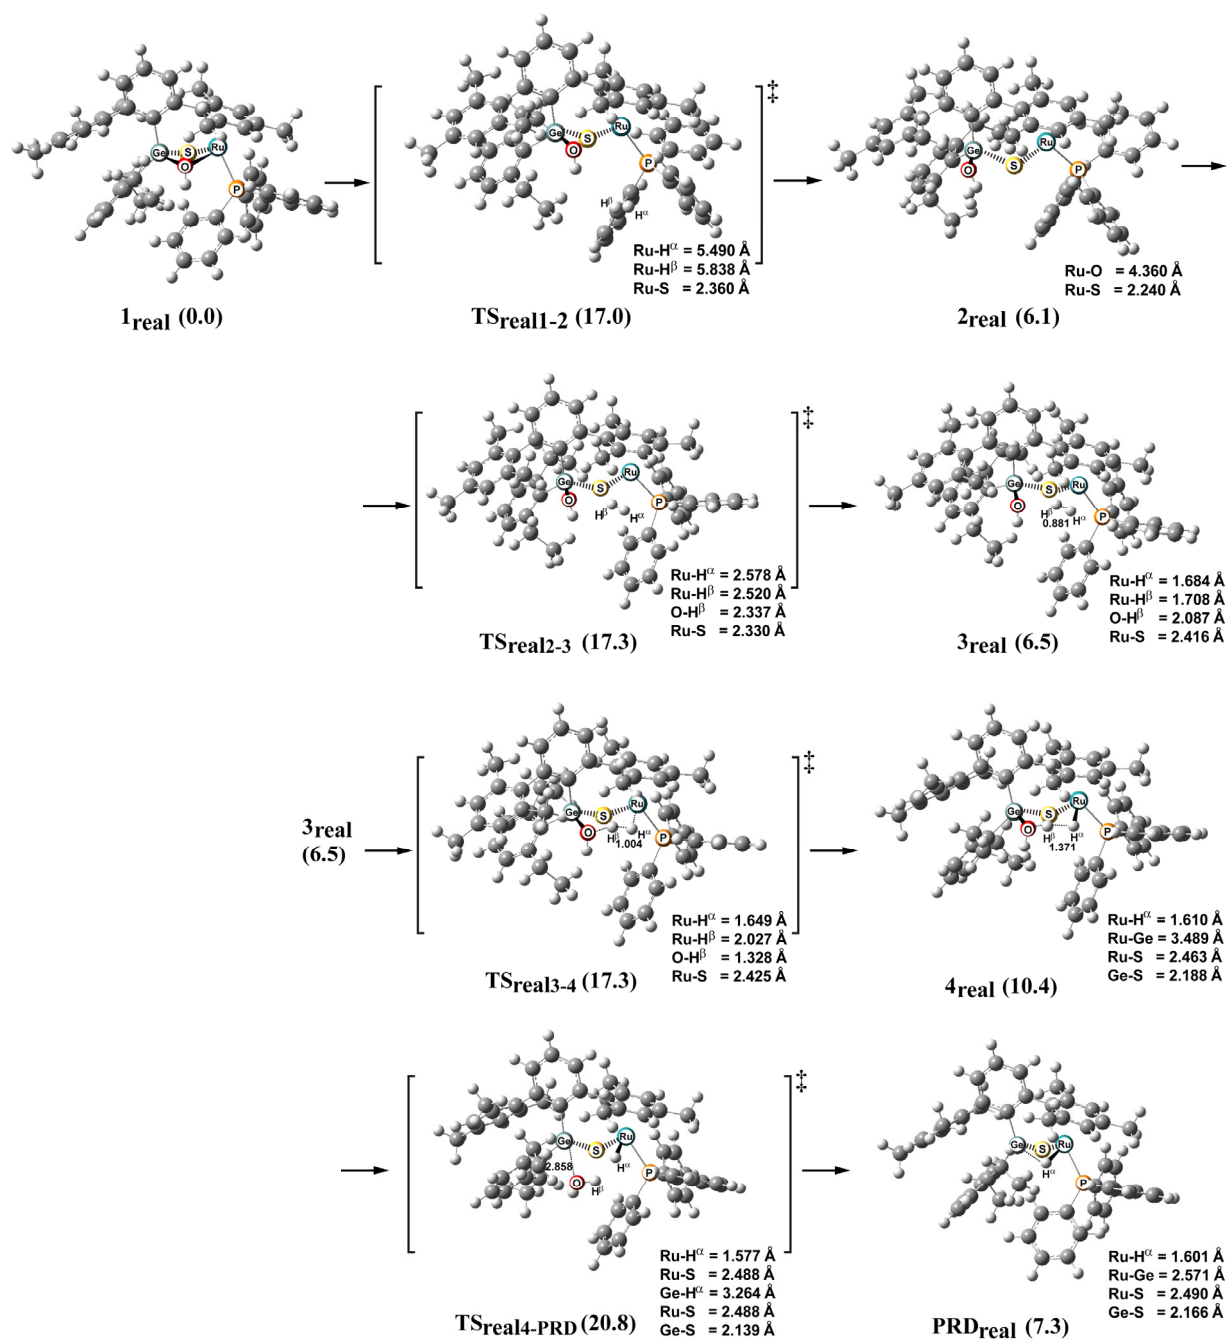 Ge S Ru O P
1real (0.0)
‡
Ge S Ru O P
Hβ Hα
Ru-Hα = 5.490 Å
Ru-Hβ = 5.838 Å
Ru-S = 2.360 Å
TSreal1-2 (17.0)
Ge S Ru O P
Ru-O = 4.360 Å
Ru-S = 2.240 Å
2real (6.1)
‡
Ge S Ru O P
Hβ Hα
Ru-Hα = 2.578 Å
Ru-Hβ = 2.520 Å
O-Hβ = 2.337 Å
Ru-S = 2.330 Å
TSreal2-3 (17.3)
Ge S Ru O P
Hβ Hα
0.881
Ru-Hα = 1.684 Å
Ru-Hβ = 1.708 Å
O-Hβ = 2.087 Å
Ru-S = 2.416 Å
3real (6.5)
3real
(6.5)
‡
Ge S Ru O P
Hβ Hα
1.004
Ru-Hα = 1.649 Å
Ru-Hβ = 2.027 Å
O-Hβ = 1.328 Å
Ru-S = 2.425 Å
TSreal3-4 (17.3)
Ge S Ru O P
Hβ Hα
1.371
Ru-Hα = 1.610 Å
Ru-Ge = 3.489 Å
Ru-S = 2.463 Å
Ge-S = 2.188 Å
4real (10.4)
‡
Ge S Ru
Hα
2.858
O Hβ P
Ru-Hα = 1.577 Å
Ru-S = 2.488 Å
Ge-Hα = 3.264 Å
Ru-S = 2.488 Å
Ge-S = 2.139 Å
TSreal4-PRD (20.8)
Ge S Ru
Hα P
Ru-Hα = 1.601 Å
Ru-Ge = 2.571 Å
Ru-S = 2.490 Å
Ge-S = 2.166 Å
PRDreal (7.3)